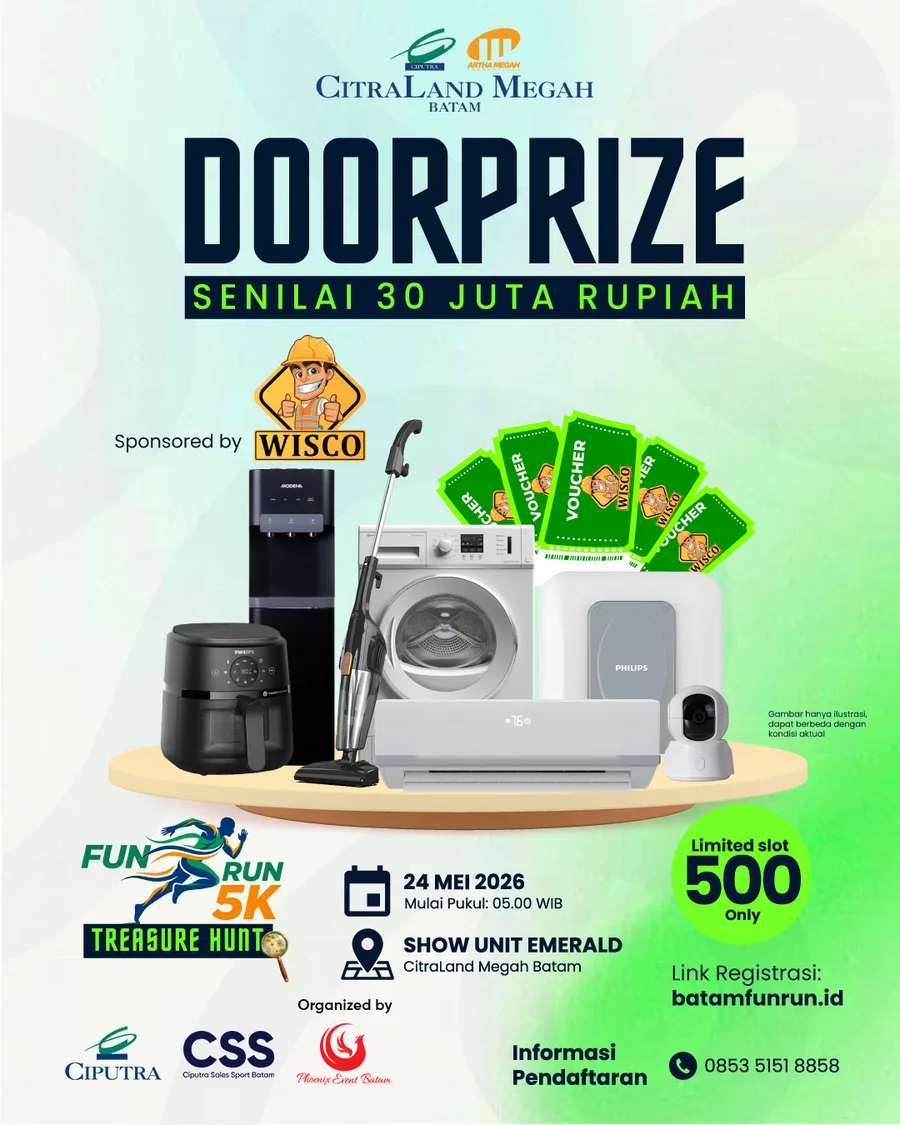 CIPUTRA
ARTHA MEGAH
CITRALAND MEGAH
BATAM
DOORPRIZE
SENILAI 30 JUTA RUPIAH
Sponsored by
WISCO
MODENA
VOUCHER
WISCO
VOUCHER
WISCO
PHILIPS
PHILIPS
Gambar hanya ilustrasi,
dapat berbeda dengan
kondisi aktual
FUN
RUN
5K
TREASURE HUNT
24 MEI 2026
Mulai Pukul: 05.00 WIB
SHOW UNIT EMERALD
CitraLand Megah Batam
Limited slot
500
Only
Link Registrasi:
batamfunrun.id
Organized by
CIPUTRA
CSS
Ciputra Sales Sport Batam
Phoenix Event Batam
Informasi
Pendaftaran
0853 5151 8858